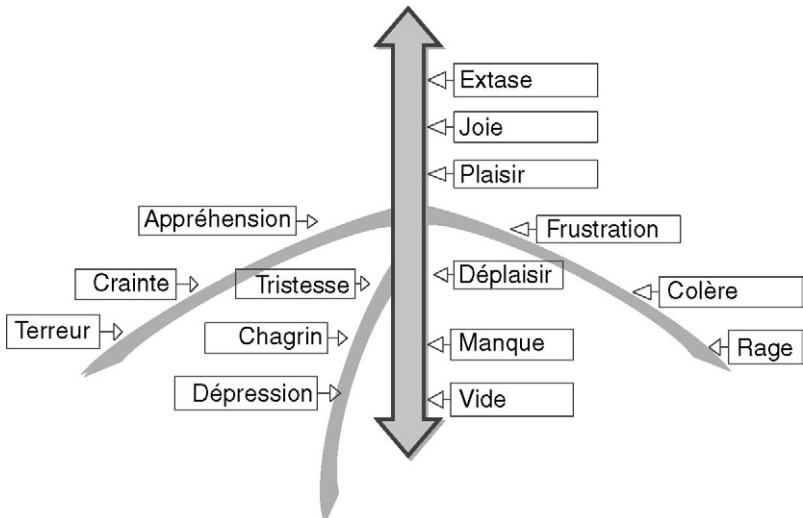 Extase
Joie
Plaisir
Appréhension
Frustration
Crainte
Tristesse
Déplaisir
Colère
Terreur
Chagrin
Manque
Rage
Dépression
Vide